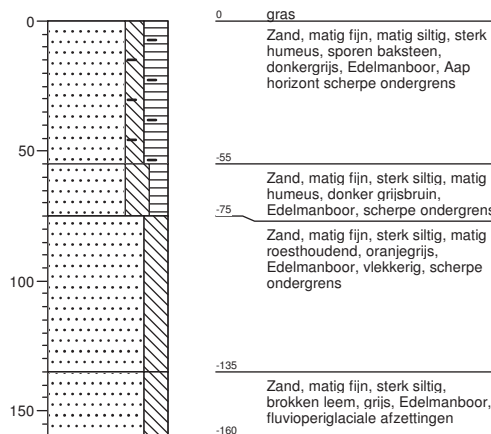 0
50
100
150
0 gras
Zand, matig fijn, matig siltig, sterk
humeus, sporen baksteen,
donkergrijs, Edelmanboor, Aap
horizont scherpe ondergrens
-55
Zand, matig fijn, sterk siltig, matig
humeus, donker grijsbruin,
Edelmanboor, scherpe ondergrens
-75
Zand, matig fijn, sterk siltig, matig
roesthoudend, oranjegrijs,
Edelmanboor, vlekkerig, scherpe
ondergrens
-135
Zand, matig fijn, sterk siltig,
brokken leem, grijs, Edelmanboor,
fluvioperiglaciale afzettingen
-160